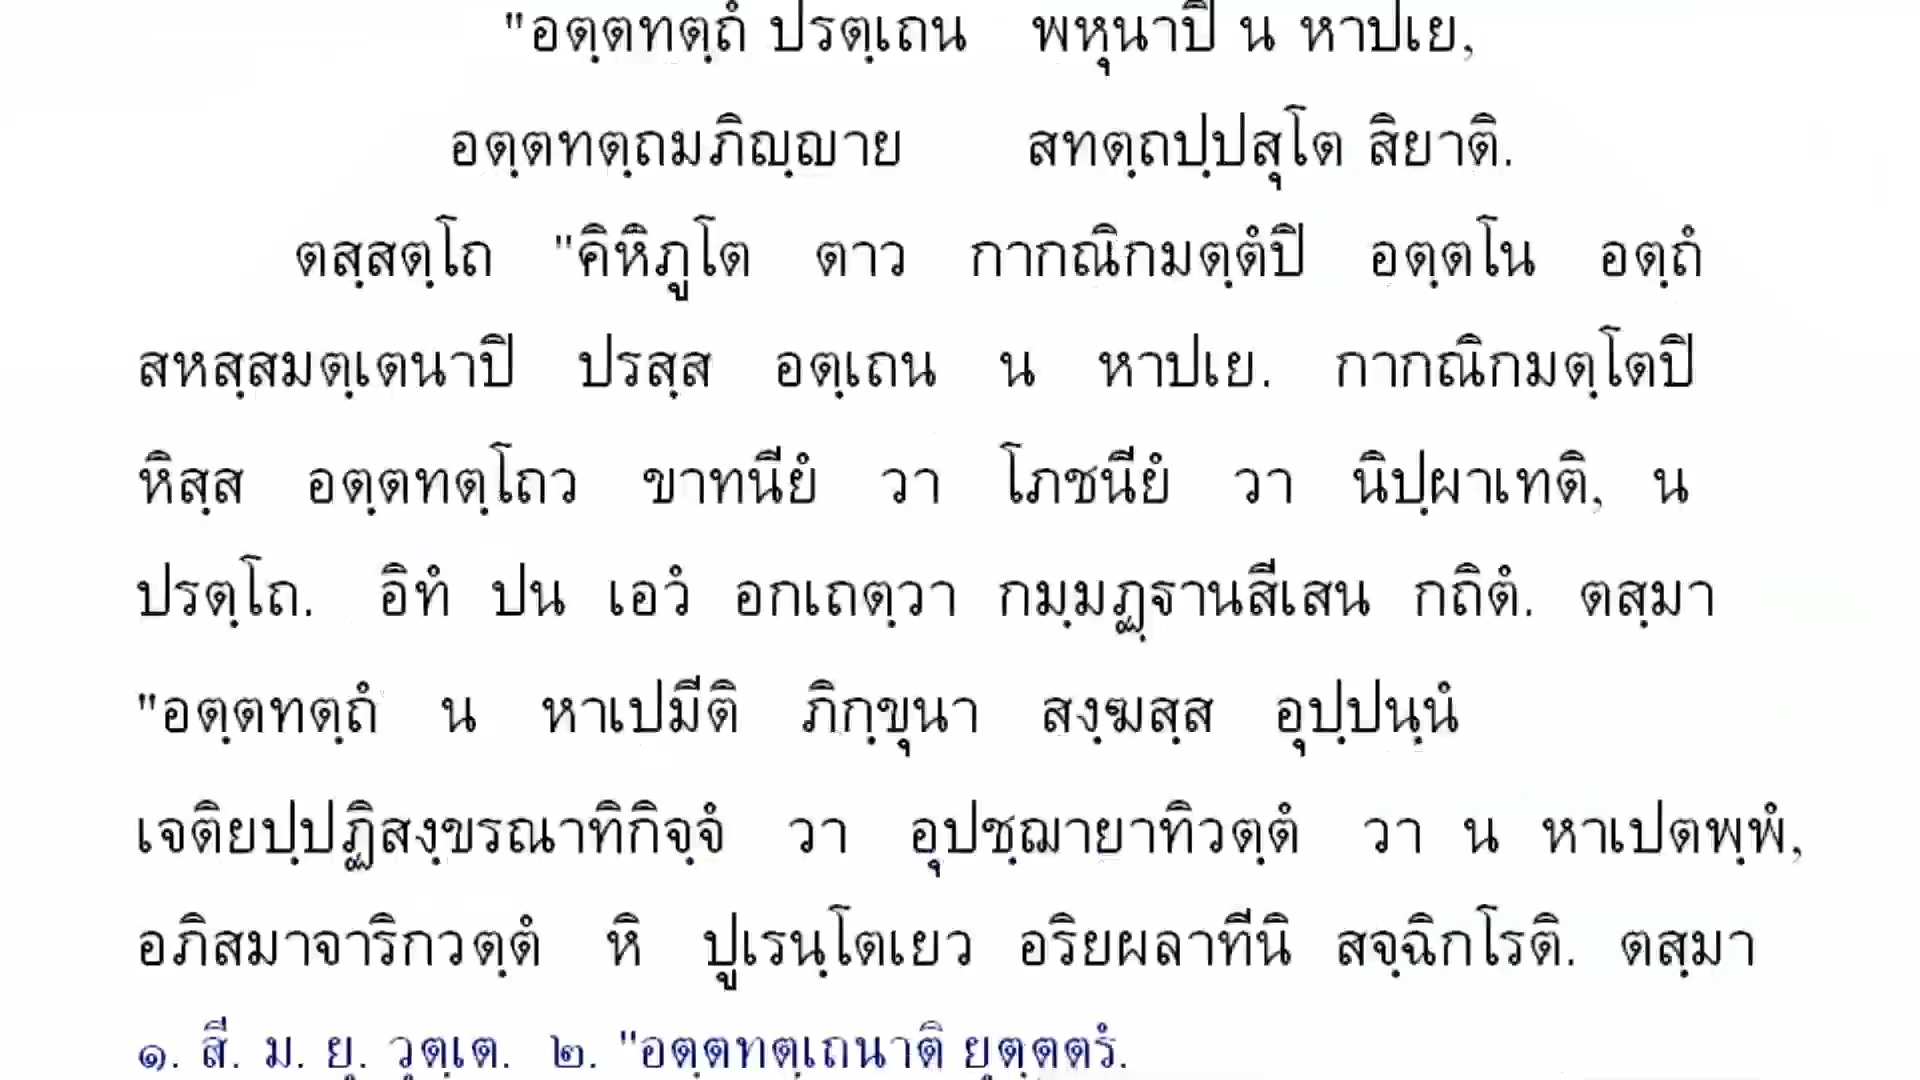 "อตฺตทตฺถํ ปรตฺเถน พหุนาปิ น หาปเย,
อตฺตทตฺถมภิญฺญาย สทตฺถปฺปสุโต สิยาติ.
ตสฺสตฺโถ "คิหิภูโต ตาว กากณิกมตฺตํปิ อตฺตโน อตฺถํ
สหสฺสมตฺเตนาปิ ปรสฺส อตฺเถน น หาปเย. กากณิกมตฺโตปิ
หิสฺส อตฺตทตฺโถว ขาทนียํ วา โภชนียํ วา นิปฺผาเทติ, น
ปรตฺโถ. อิทํ ปน เอวํ อกเถตฺวา กมฺมฏฺฐานสีเสน กถิตํ. ตสฺมา
"อตฺตทตฺถํ น หาเปมีติ ภิกฺขุนา สงฺฆสฺส อุปฺปนฺนํ
เจติยปฺปฏิสงฺขรณาทิกิจฺจํ วา อุปชฺฌายาทิวตฺตํ วา น หาเปตพฺพํ,
อภิสมาจาริกวตฺตํ หิ ปูเรนฺโตเยว อริยผลาทีนิ สจฺฉิกโรติ. ตสฺมา
๑. สี. ม. ยุ. วุตฺเต. ๒. "อตฺตทตฺเถนาติ ยุตฺตตรํ.